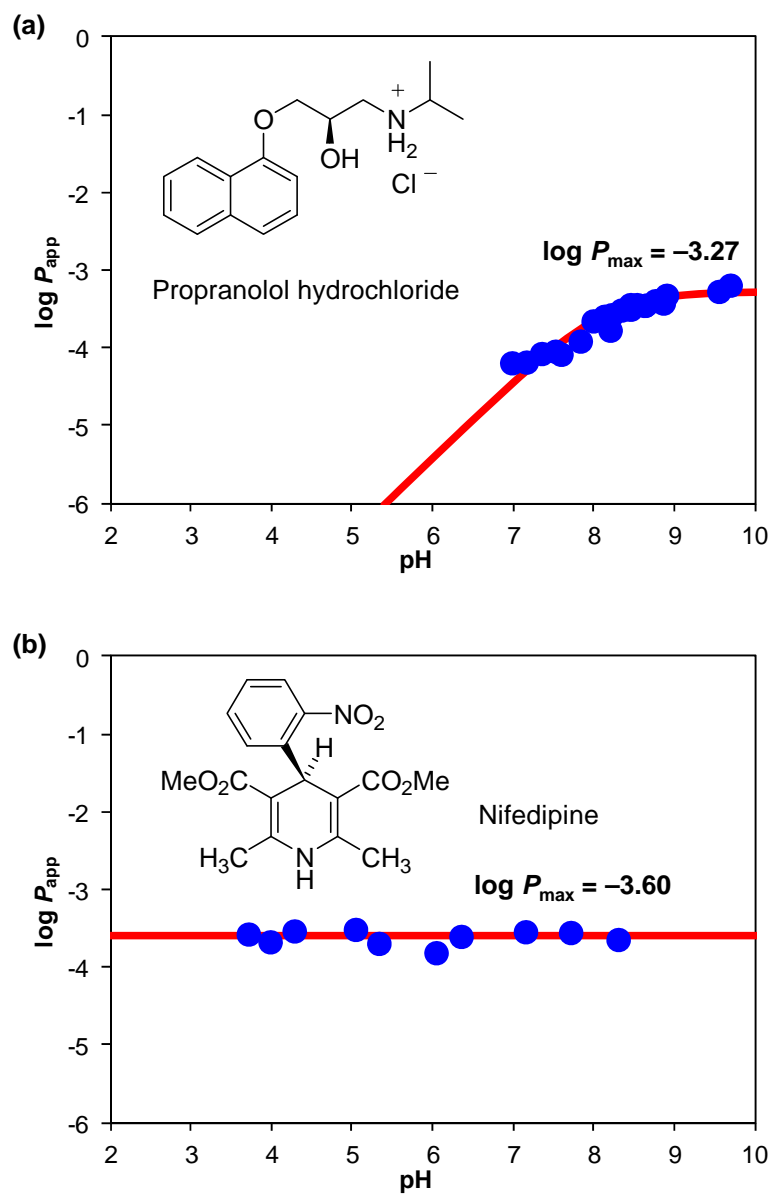 (a)
0
-1
-2
-3
-4
-5
-6
log Papp
O
OH
+
N
H2
Cl −
log Pmax = −3.27
Propranolol hydrochloride
2 3 4 5 6 7 8 9 10
pH
(b)
0
-1
-2
-3
-4
-5
-6
log Papp
NO2
H
MeO2C
CO2Me
Nifedipine
H3C
N
H
CH3
log Pmax = −3.60
2 3 4 5 6 7 8 9 10
pH